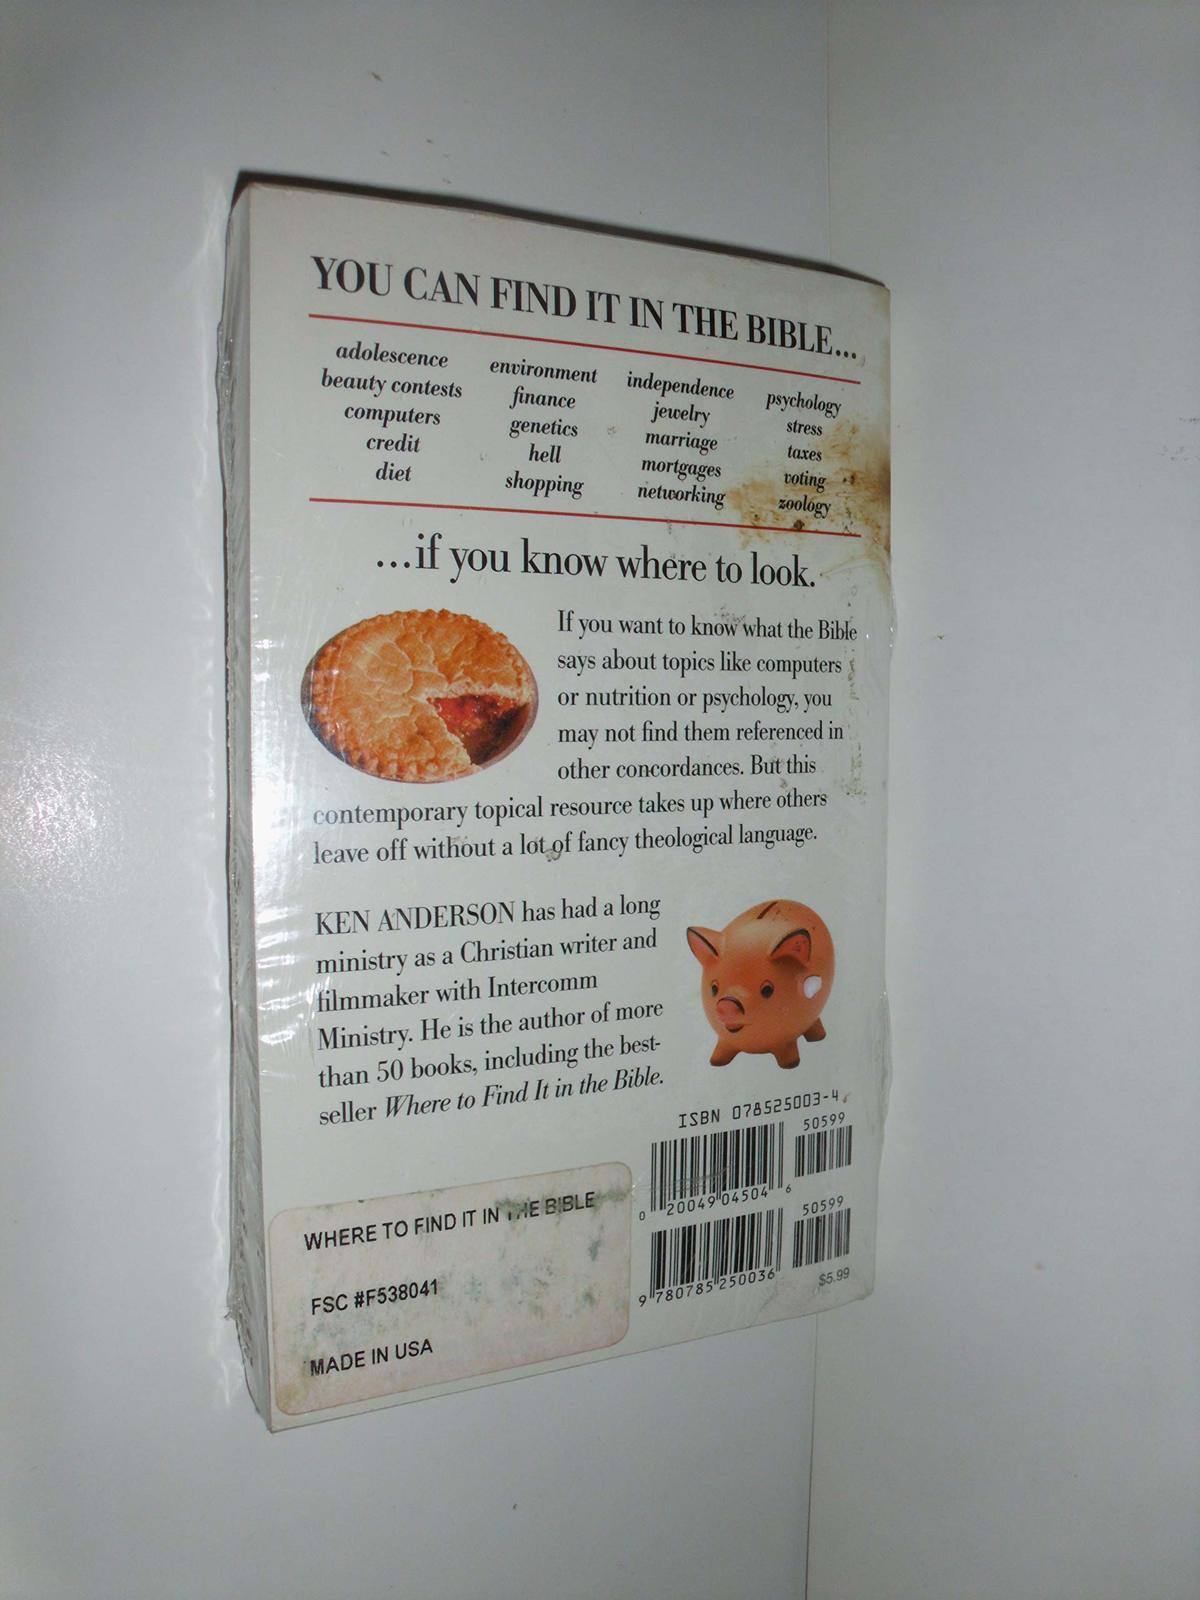 YOU CAN FIND IT IN THE BIBLE...
adolescence environment independence psychology
beauty contests finance jewelry stress
computers genetics marriage taxes
credit hell mortgages voting
diet shopping networking zoology
...if you know where to look.
If you want to know what the Bible
says about topics like computers
or nutrition or psychology, you
may not find them referenced in
other concordances. But this
contemporary topical resource takes up where others
leave off without a lot of fancy theological language.
KEN ANDERSON has had a long
ministry as a Christian writer and
filmmaker with Intercomm
Ministry. He is the author of more
than 50 books, including the best-
seller Where to Find It in the Bible.
ISBN 078525003-4
50599
0 20049 04504 6
50599
9 780785 250036
$5.99
WHERE TO FIND IT IN THE BIBLE
FSC #F538041
MADE IN USA